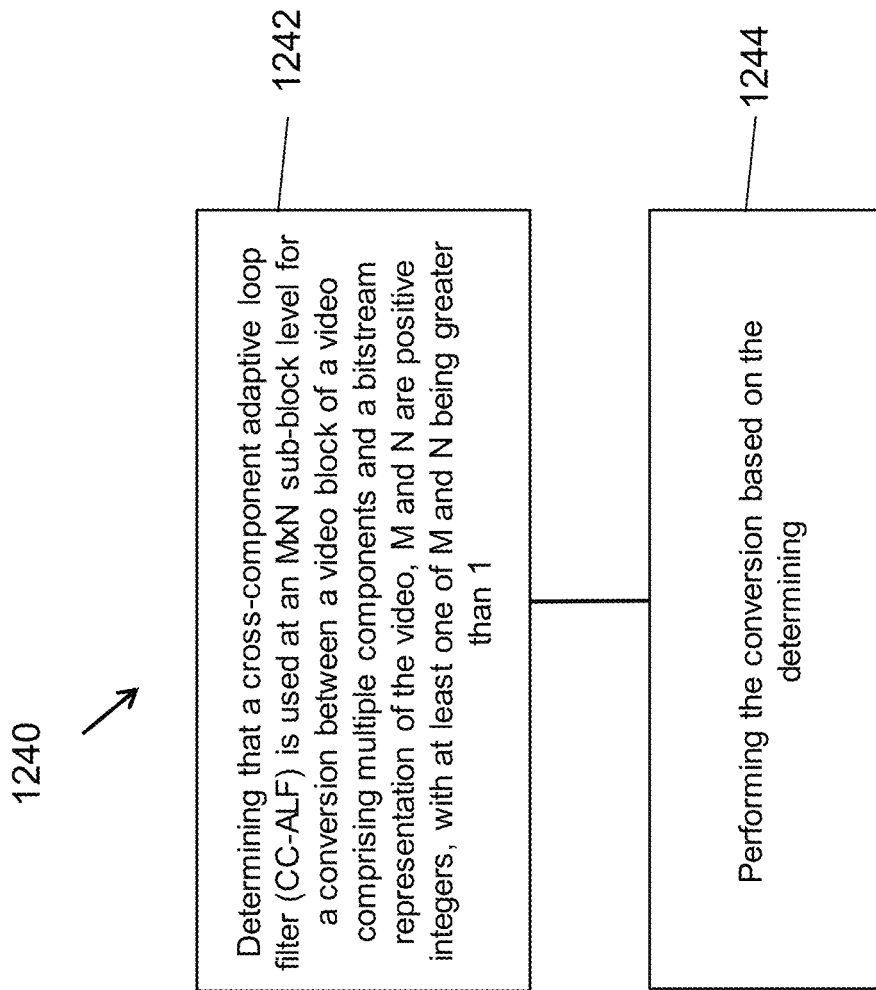 1240
Determining that a cross-component adaptive loop
filter (CC-ALF) is used at an MxN sub-block level for
a conversion between a video block of a video
comprising multiple components and a bitstream
representation of the video, M and N are positive
integers, with at least one of M and N being greater
than 1
1242
Performing the conversion based on the
determining
1244